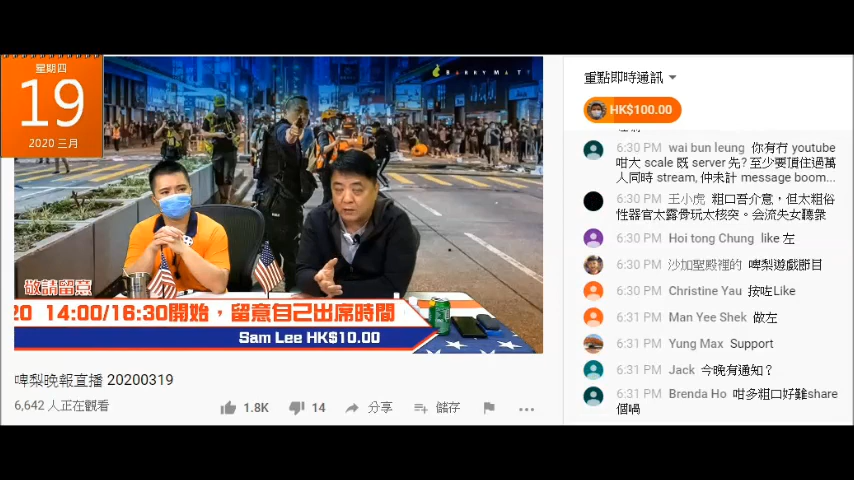 星期四
19
2020 三月
BARRYMATT
敬請留意
20 14:00/16:30開始，留意自己出席時間
Sam Lee HK$10.00
啤梨晚報直播 20200319
6,642 人正在觀看
1.8K
14
分享
儲存
重點即時通訊
HK$100.00
6:30 PM wai bun leung 你有冇 youtube
咁大 scale 既 server 先? 至少要頂住過萬
人同時 stream, 仲未計 message boom...
6:30 PM 王小虎 粗口吾介意，但太粗俗
性器官太露骨玩太核突。会流失女聽衆
6:30 PM Hoi tong Chung like 左
6:30 PM 沙加聖殿裡的 啤梨遊戲節目
6:30 PM Christine Yau 按咗Like
6:31 PM Man Yee Shek 做左
6:31 PM Yung Max Support
6:31 PM Jack 今晚有通知？
6:31 PM Brenda Ho 咁多粗口好難share
個喎